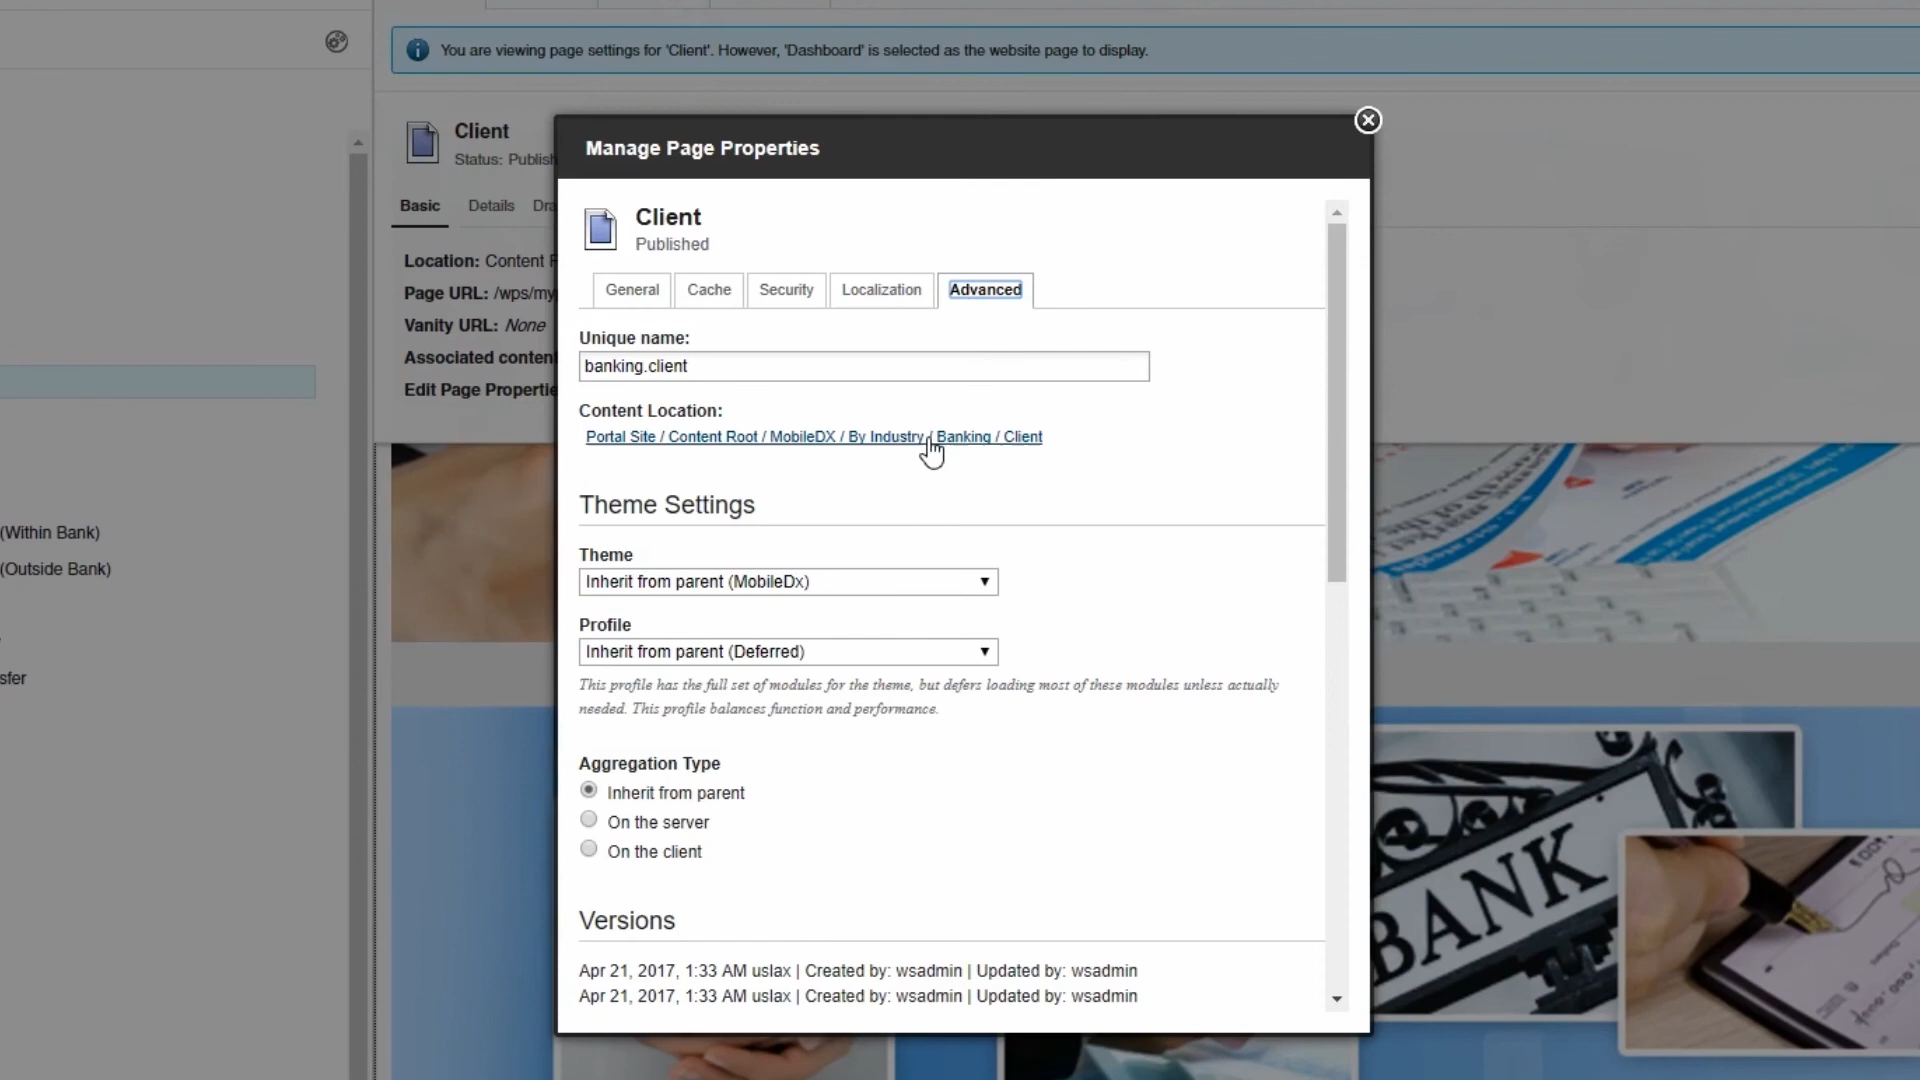 You are viewing page settings for 'Client'. However, 'Dashboard' is selected as the website page to display.
Client
Status: Publish
Basic
Details
Dra
Location: Content
Page URL: /wps/my
Vanity URL: None
Associated conten
Edit Page Propertie
(Within Bank)
(Outside Bank)
sfer
Manage Page Properties
Client
Published
General
Cache
Security
Localization
Advanced
Unique name:
banking.client
Content Location:
Portal Site / Content Root / MobileDX / By Industry / Banking / Client
Theme Settings
Theme
Inherit from parent (MobileDx)
Profile
Inherit from parent (Deferred)
This profile has the full set of modules for the theme, but defers loading most of these modules unless actually
needed. This profile balances function and performance.
Aggregation Type
Inherit from parent
On the server
On the client
Versions
Apr 21, 2017, 1:33 AM uslax | Created by: wsadmin | Updated by: wsadmin
Apr 21, 2017, 1:33 AM uslax | Created by: wsadmin | Updated by: wsadmin
BANK